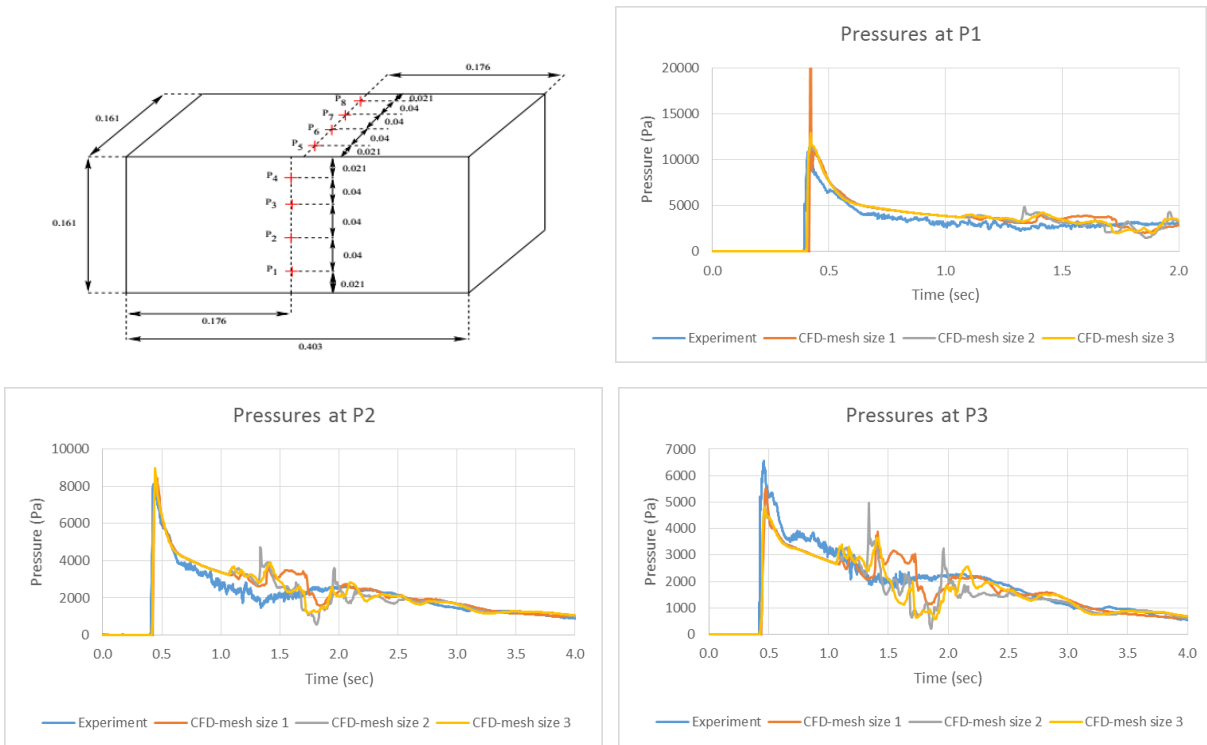 0.176
P8
0.021
P7
0.04
0.161
P6
0.04
P5
0.04
0.021
P4
0.021
P3
0.04
0.161
0.04
P2
0.04
P1
0.021
0.176
0.403
Pressures at P1
Pressure (Pa)
20000
15000
10000
5000
0
0.0 0.5 1.0 1.5 2.0
Time (sec)
Experiment CFD-mesh size 1 CFD-mesh size 2 CFD-mesh size 3
Pressures at P2
Pressure (Pa)
10000
8000
6000
4000
2000
0
0.0 0.5 1.0 1.5 2.0 2.5 3.0 3.5 4.0
Time (sec)
Experiment CFD-mesh size 1 CFD-mesh size 2 CFD-mesh size 3
Pressures at P3
Pressure (Pa)
7000
6000
5000
4000
3000
2000
1000
0
0.0 0.5 1.0 1.5 2.0 2.5 3.0 3.5 4.0
Time (sec)
Experiment CFD-mesh size 1 CFD-mesh size 2 CFD-mesh size 3